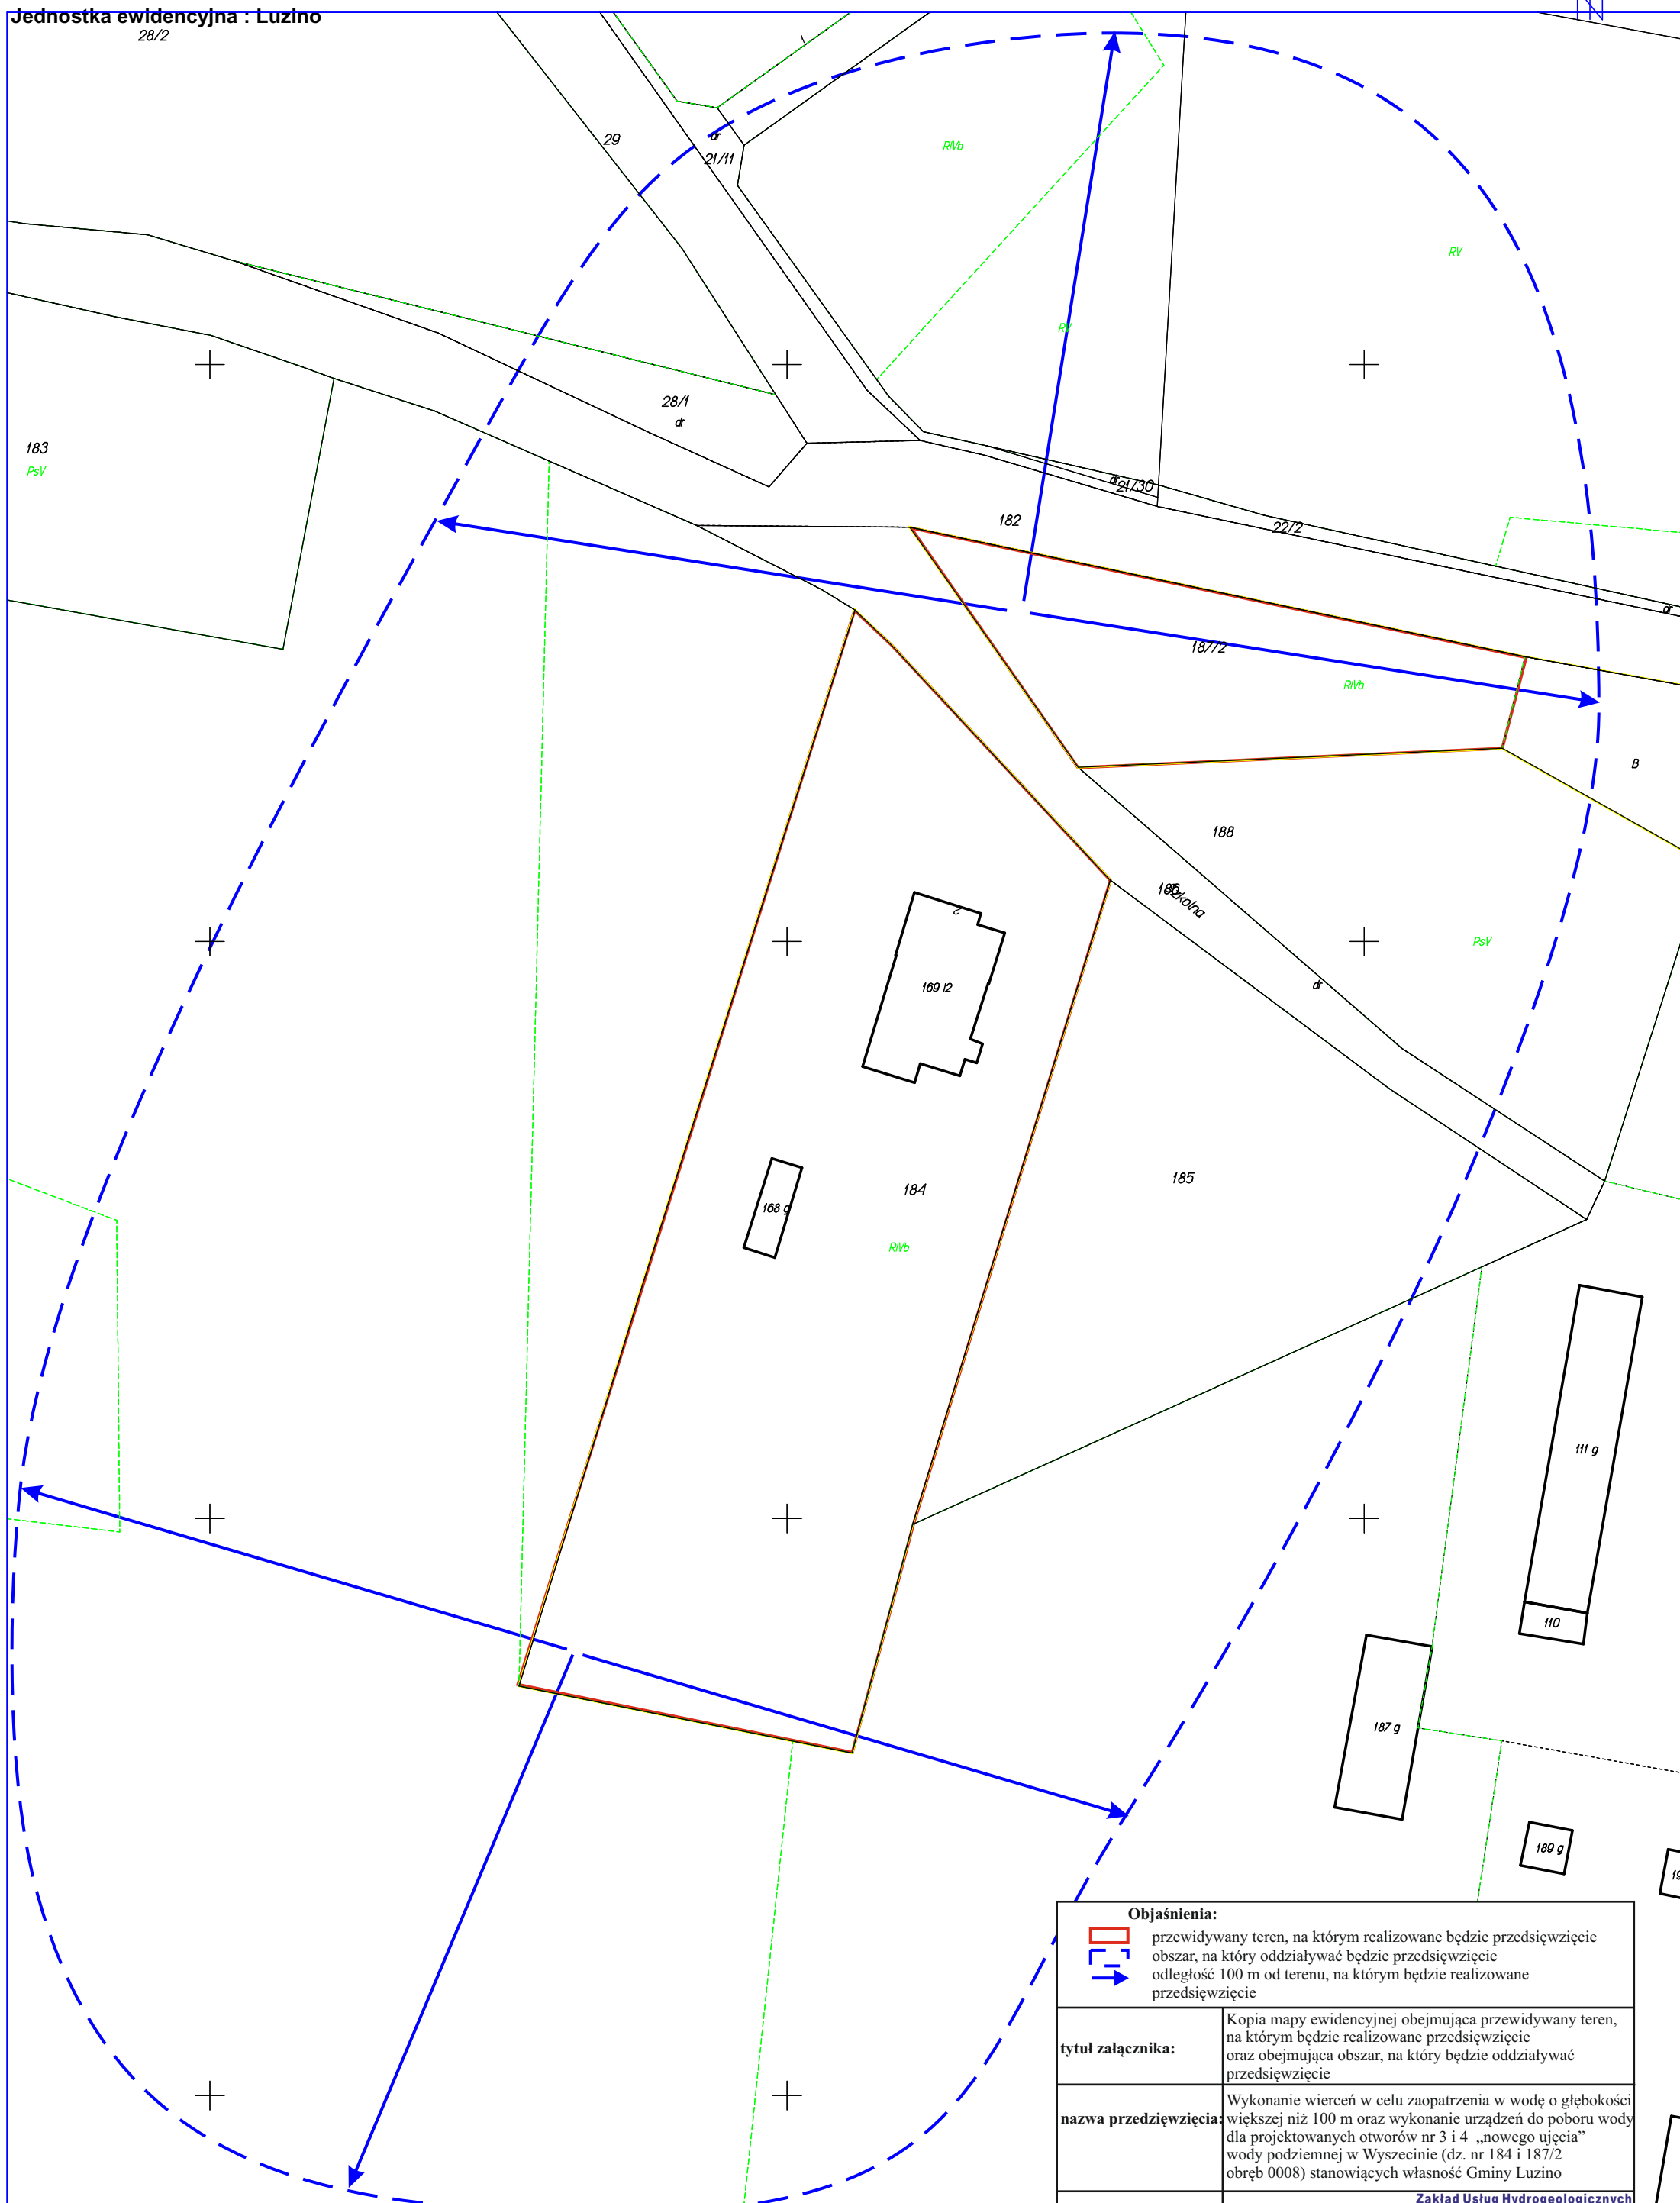 Jednostka ewidencyjna : Luzino
N
28/2
29
dr
21/11
RIVb
RV
RV
28/1
dr
183
PsV
182
dr
21/30
22/2
dr
187/2
RIVb
B
188
186
Szkolna
PsV
dr
169 i2
184
185
168 g
RIVb
111 g
110
187 g
189 g
Objaśnienia:
przewidywany teren, na którym realizowane będzie przedsięwzięcie
obszar, na który oddziaływać będzie przedsięwzięcie
odległość 100 m od terenu, na którym będzie realizowane
przedsięwzięcie
tytuł załącznika:
Kopia mapy ewidencyjnej obejmująca przewidywany teren,
na którym będzie realizowane przedsięwzięcie
oraz obejmująca obszar, na który będzie oddziaływać
przedsięwzięcie
nazwa przedzięwzięcia:
Wykonanie wierceń w celu zaopatrzenia w wodę o głębokości
większej niż 100 m oraz wykonanie urządzeń do poboru wody
dla projektowanych otworów nr 3 i 4 „nowego ujęcia”
wody podziemnej w Wyszecinie (dz. nr 184 i 187/2
obręb 0008) stanowiących własność Gminy Luzino
Zakład Usług Hydrogeologicznych